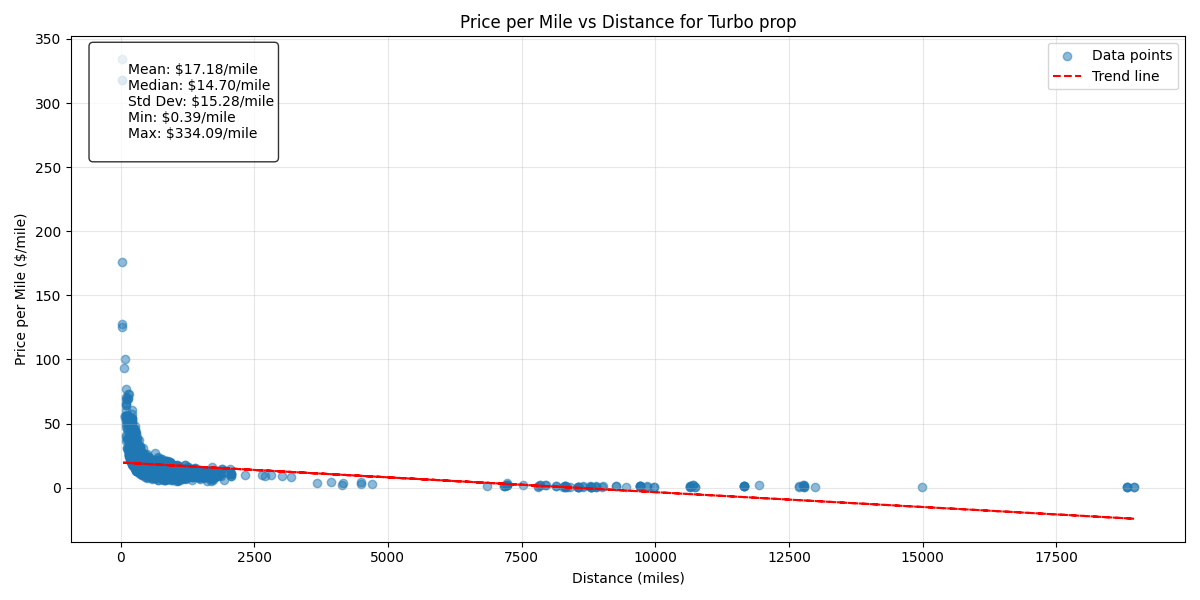 Price per Mile vs Distance for Turbo prop
350
300
250
200
150
100
50
0
Price per Mile ($/mile)
Mean: $17.18/mile
Median: $14.70/mile
Std Dev: $15.28/mile
Min: $0.39/mile
Max: $334.09/mile
Data points
Trend line
0
2500
5000
7500
10000
12500
15000
17500
Distance (miles)